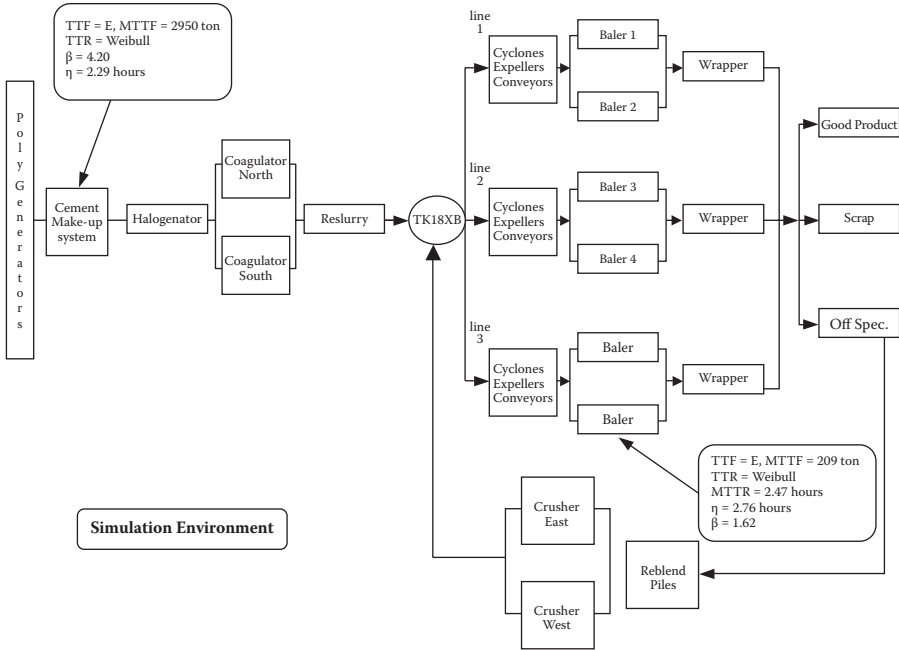 TTF = E, MTTF = 2950 ton
TTR = Weibull
β = 4.20
η = 2.29 hours
Poly Generators
Cement
Make-up
system
Halogenator
Coagulator
North
Coagulator
South
Reslurry
TK18XB
line
1
Cyclones
Expellers
Conveyors
Baler 1
Baler 2
Wrapper
line
2
Cyclones
Expellers
Conveyors
Baler 3
Baler 4
Wrapper
line
3
Cyclones
Expellers
Conveyors
Baler
Baler
Wrapper
Good Product
Scrap
Off Spec.
TTF = E, MTTF = 209 ton
TTR = Weibull
MTTR = 2.47 hours
η = 2.76 hours
β = 1.62
Crusher
East
Crusher
West
Reblend
Piles
Simulation Environment